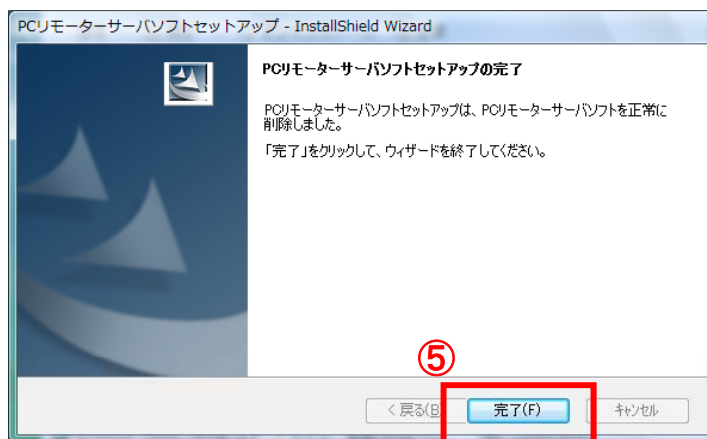 PCリモーターサーバソフトセットアップ - InstallShield Wizard
PCリモーターサーバソフトセットアップの完了
PCリモーターサーバソフトセットアップは、PCリモーターサーバソフトを正常に
削除しました。
「完了」をクリックして、ウィザードを終了してください。
⑤
< 戻る(B 完了(F) キャンセル